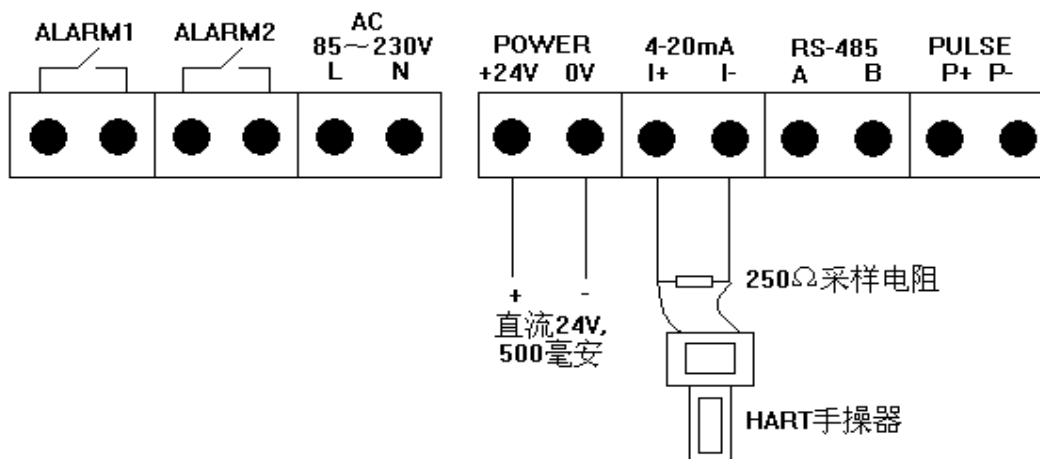 ALARM1
ALARM2
AC
85～230V
L N
POWER
+24V 0V
4-20mA
I+ I-
RS-485
A B
PULSE
P+ P-
+ -
直流24V,
500毫安
250Ω采样电阻
HART手操器